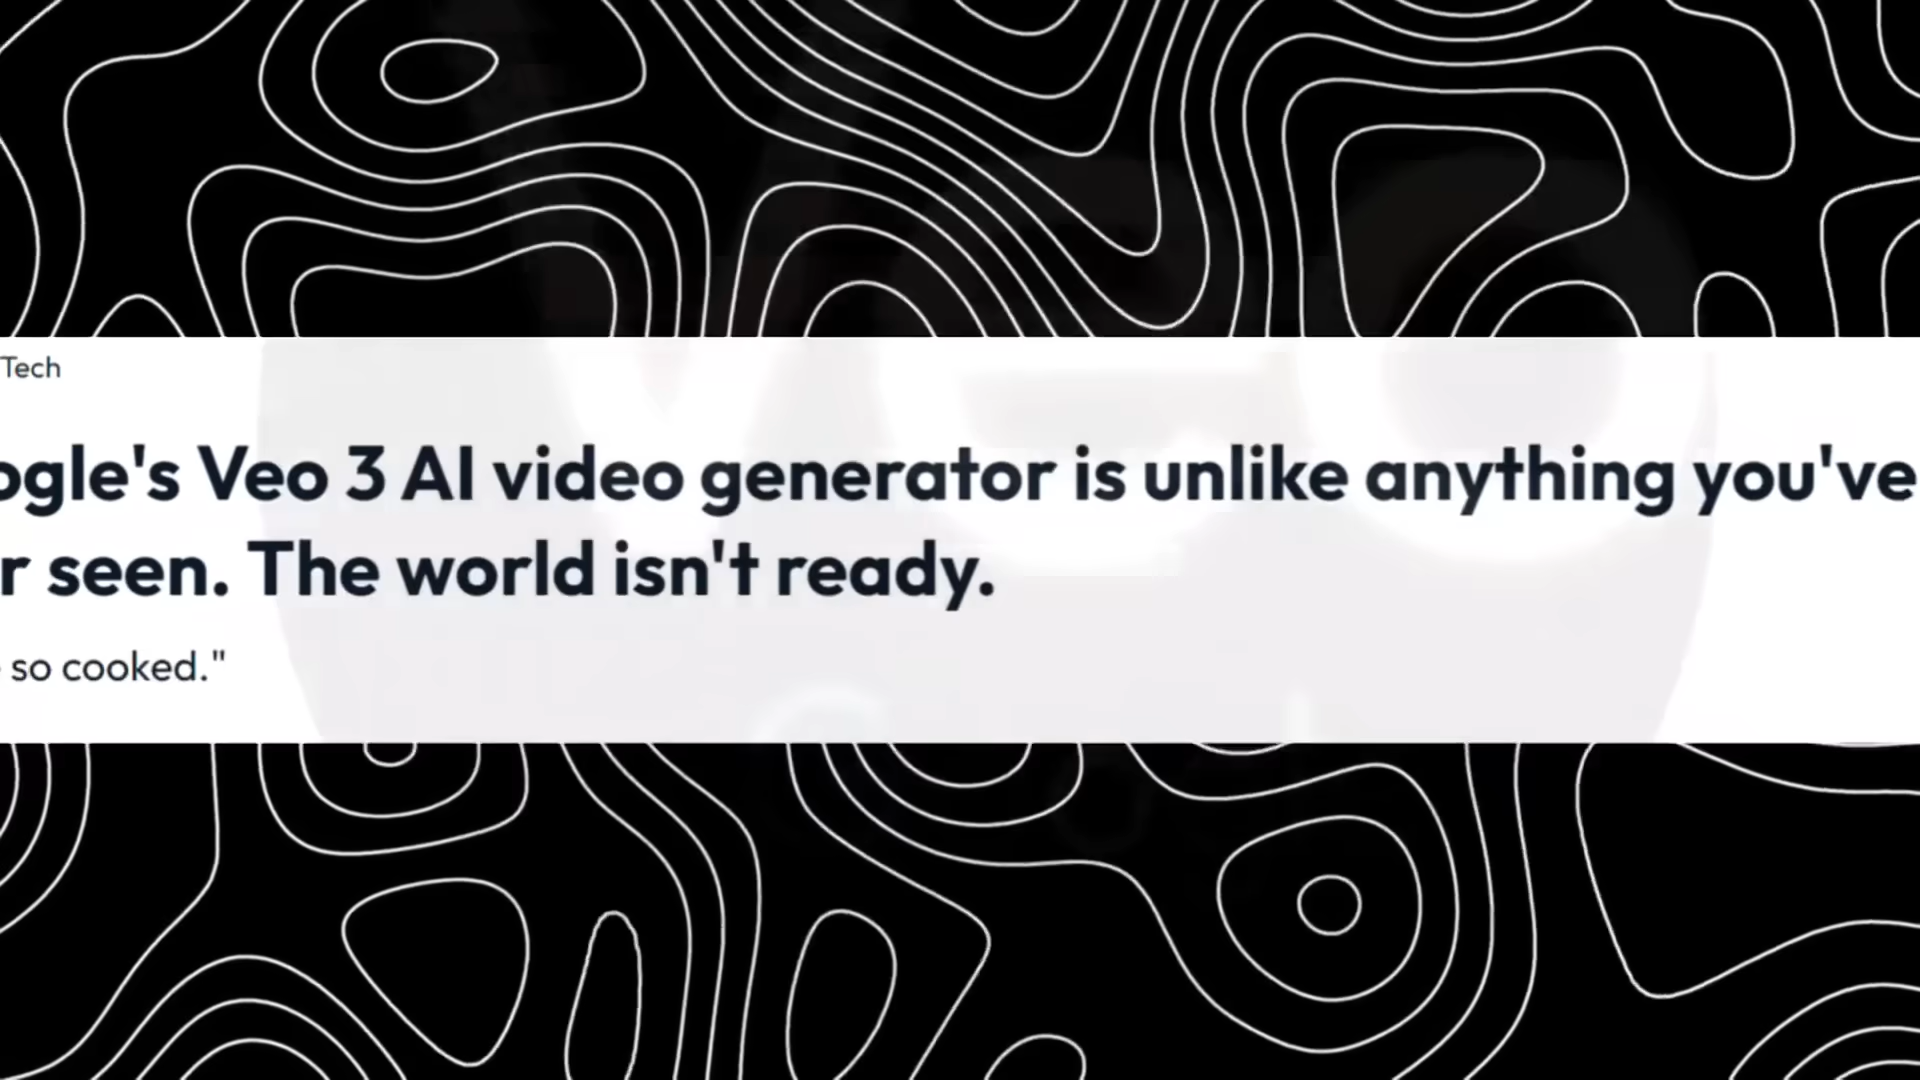 Tech
ogle's Veo 3 AI video generator is unlike anything you've
r seen. The world isn't ready.
so cooked."